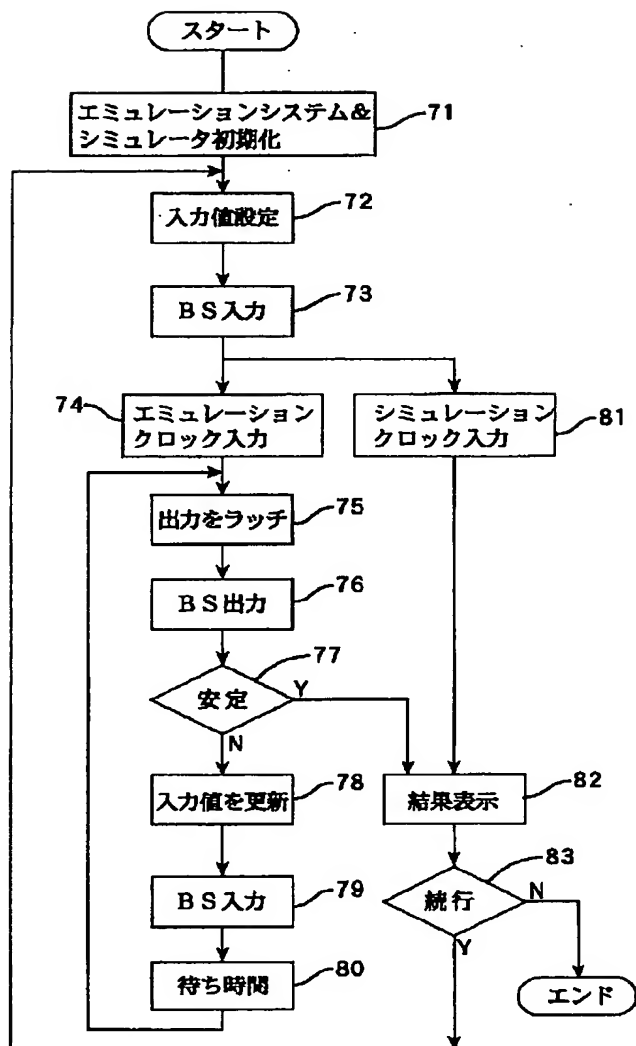 スタート
エミュレーションシステム&
シミュレータ初期化
71
入力値設定
72
BS入力
73
74
エミュレーション
クロック入力
シミュレーション
クロック入力
81
出力をラッチ
75
BS出力
76
77
安定
Y
N
入力値を更新
78
結果表示
82
BS入力
79
83
続行
N
Y
待ち時間
80
エンド